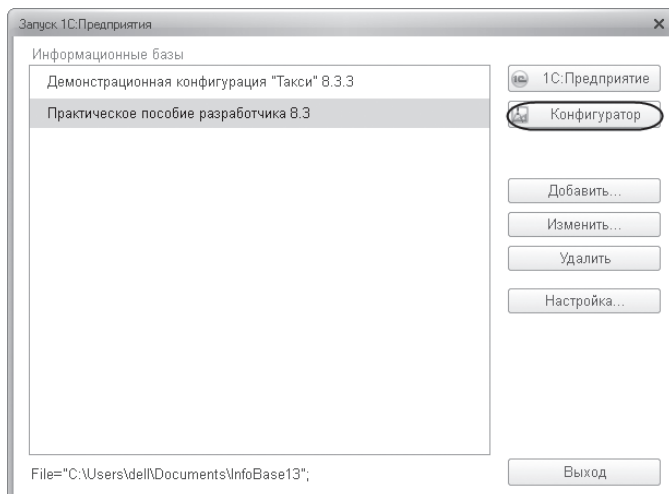 Запуск 1С:Предприятия
Информационные базы
Демонстрационная конфигурация "Такси" 8.3.3
Практическое пособие разработчика 8.3
1С 1С:Предприятие
Конфигуратор
Добавить...
Изменить...
Удалить
Настройка...
File="C:\Users\dell\Documents\InfoBase13";
Выход